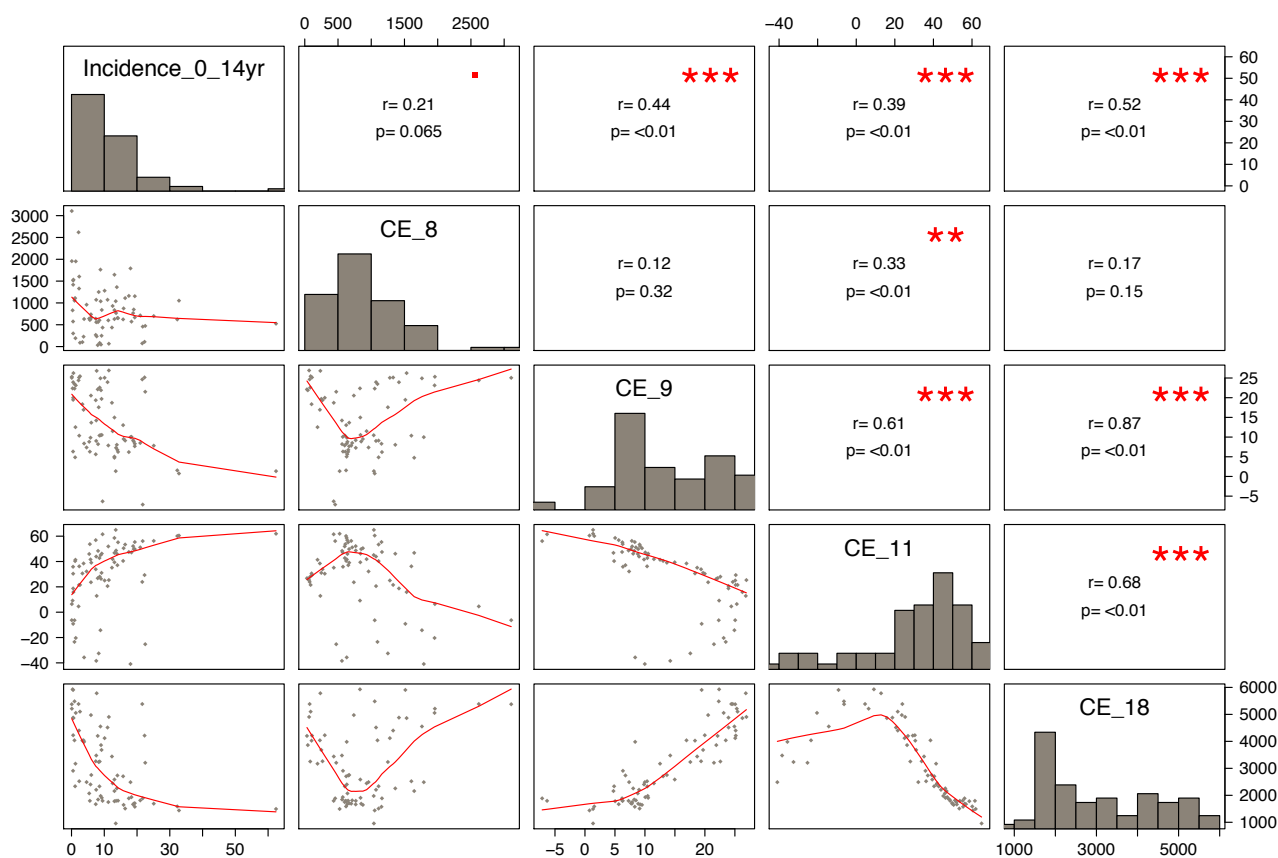 0 500 1500 2500
−40 0 20 40 60
Incidence_0_14yr
r= 0.21
p= 0.065
***
r= 0.44
p= <0.01
***
r= 0.39
p= <0.01
***
r= 0.52
p= <0.01
60
50
40
30
20
10
0
3000
2500
2000
1500
1000
500
0
CE_8
r= 0.12
p= 0.32
**
r= 0.33
p= <0.01
r= 0.17
p= 0.15
CE_9
***
r= 0.61
p= <0.01
***
r= 0.87
p= <0.01
25
20
15
10
5
0
−5
60
40
20
0
−20
−40
CE_11
***
r= 0.68
p= <0.01
CE_18
6000
5000
4000
3000
2000
1000
0 10 30 50
−5 0 5 10 20
1000 3000 5000